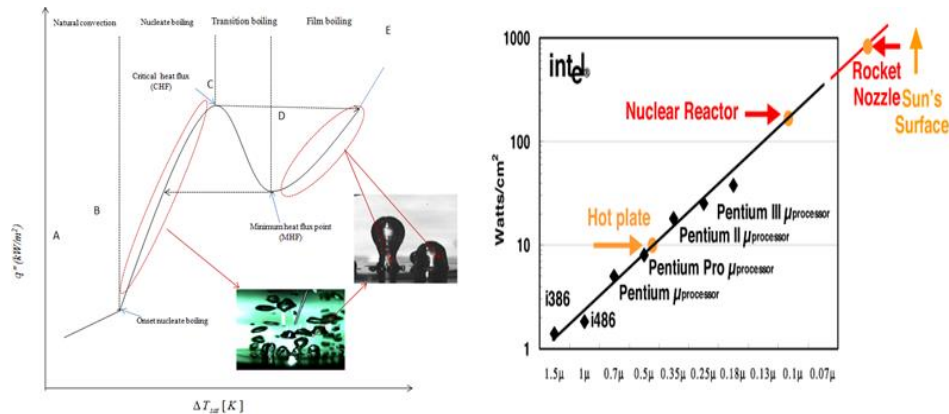 Natural convection
Nucleate boiling
Transition boiling
Film boiling
E
Critical heat flux
(CHF)
C
D
B
A
Minimum heat flux point
(MHF)
Onset nucleate boiling
q" (kW/m²)
Δ T sat [ K ]
1000
100
10
1
Watts/cm²
intel®
Rocket
Nozzle
Sun's
Surface
Nuclear Reactor
Hot plate
Pentium III μprocessor
Pentium II μprocessor
Pentium Pro μprocessor
Pentium μprocessor
i386
i486
1.5μ 1μ 0.7μ 0.5μ 0.35μ 0.25μ 0.18μ 0.13μ 0.1μ 0.07μ